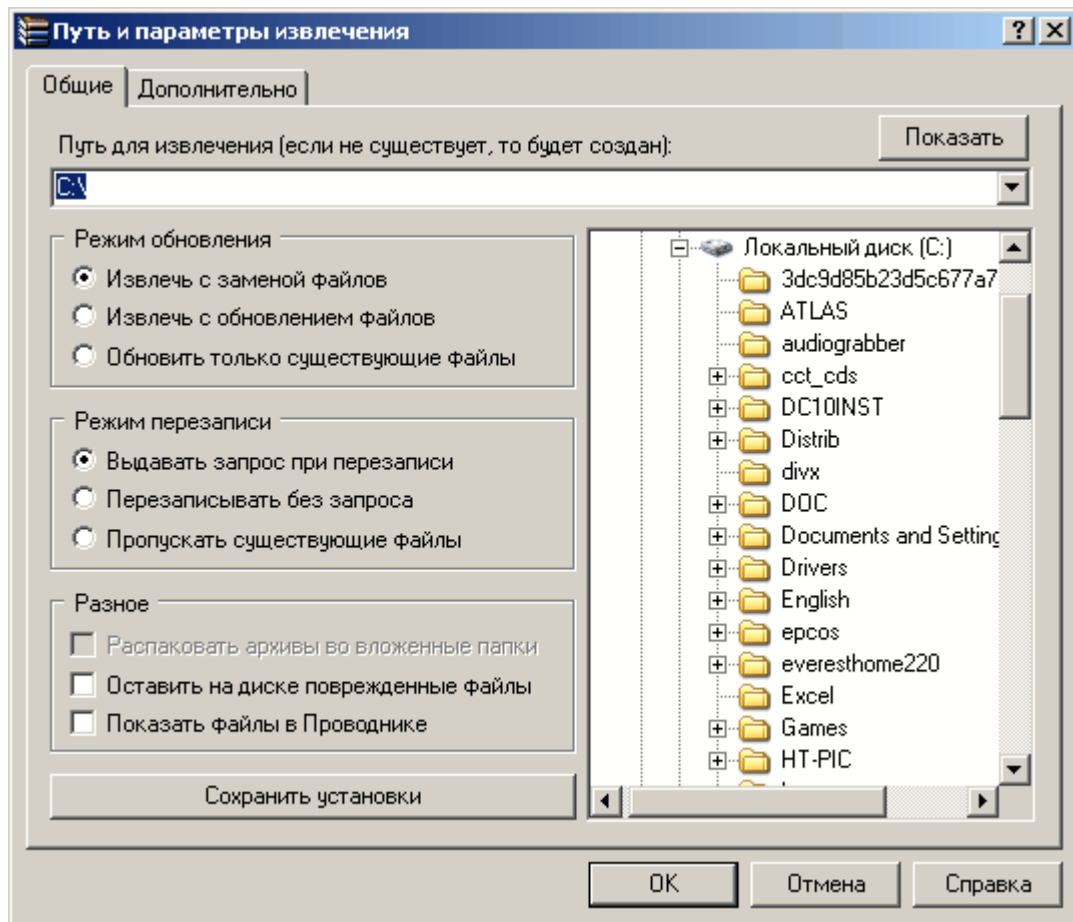 Путь и параметры извлечения
Общие
Дополнительно
Путь для извлечения (если не существует, то будет создан):
Показать
C:\
Режим обновления
Извлечь с заменой файлов
Извлечь с обновлением файлов
Обновить только существующие файлы
Режим перезаписи
Выдавать запрос при перезаписи
Перезаписывать без запроса
Пропускать существующие файлы
Разное
Распаковать архивы во вложенные папки
Оставить на диске поврежденные файлы
Показать файлы в Проводнике
Сохранить установки
Локальный диск (C:)
3dc9d85b23d5c677a7
ATLAS
audiograbber
cct_cds
DC10INST
Distrib
divx
DOC
Documents and Setting
Drivers
English
epcos
everesthome220
Excel
Games
HT-PIC
OK
Отмена
Справка